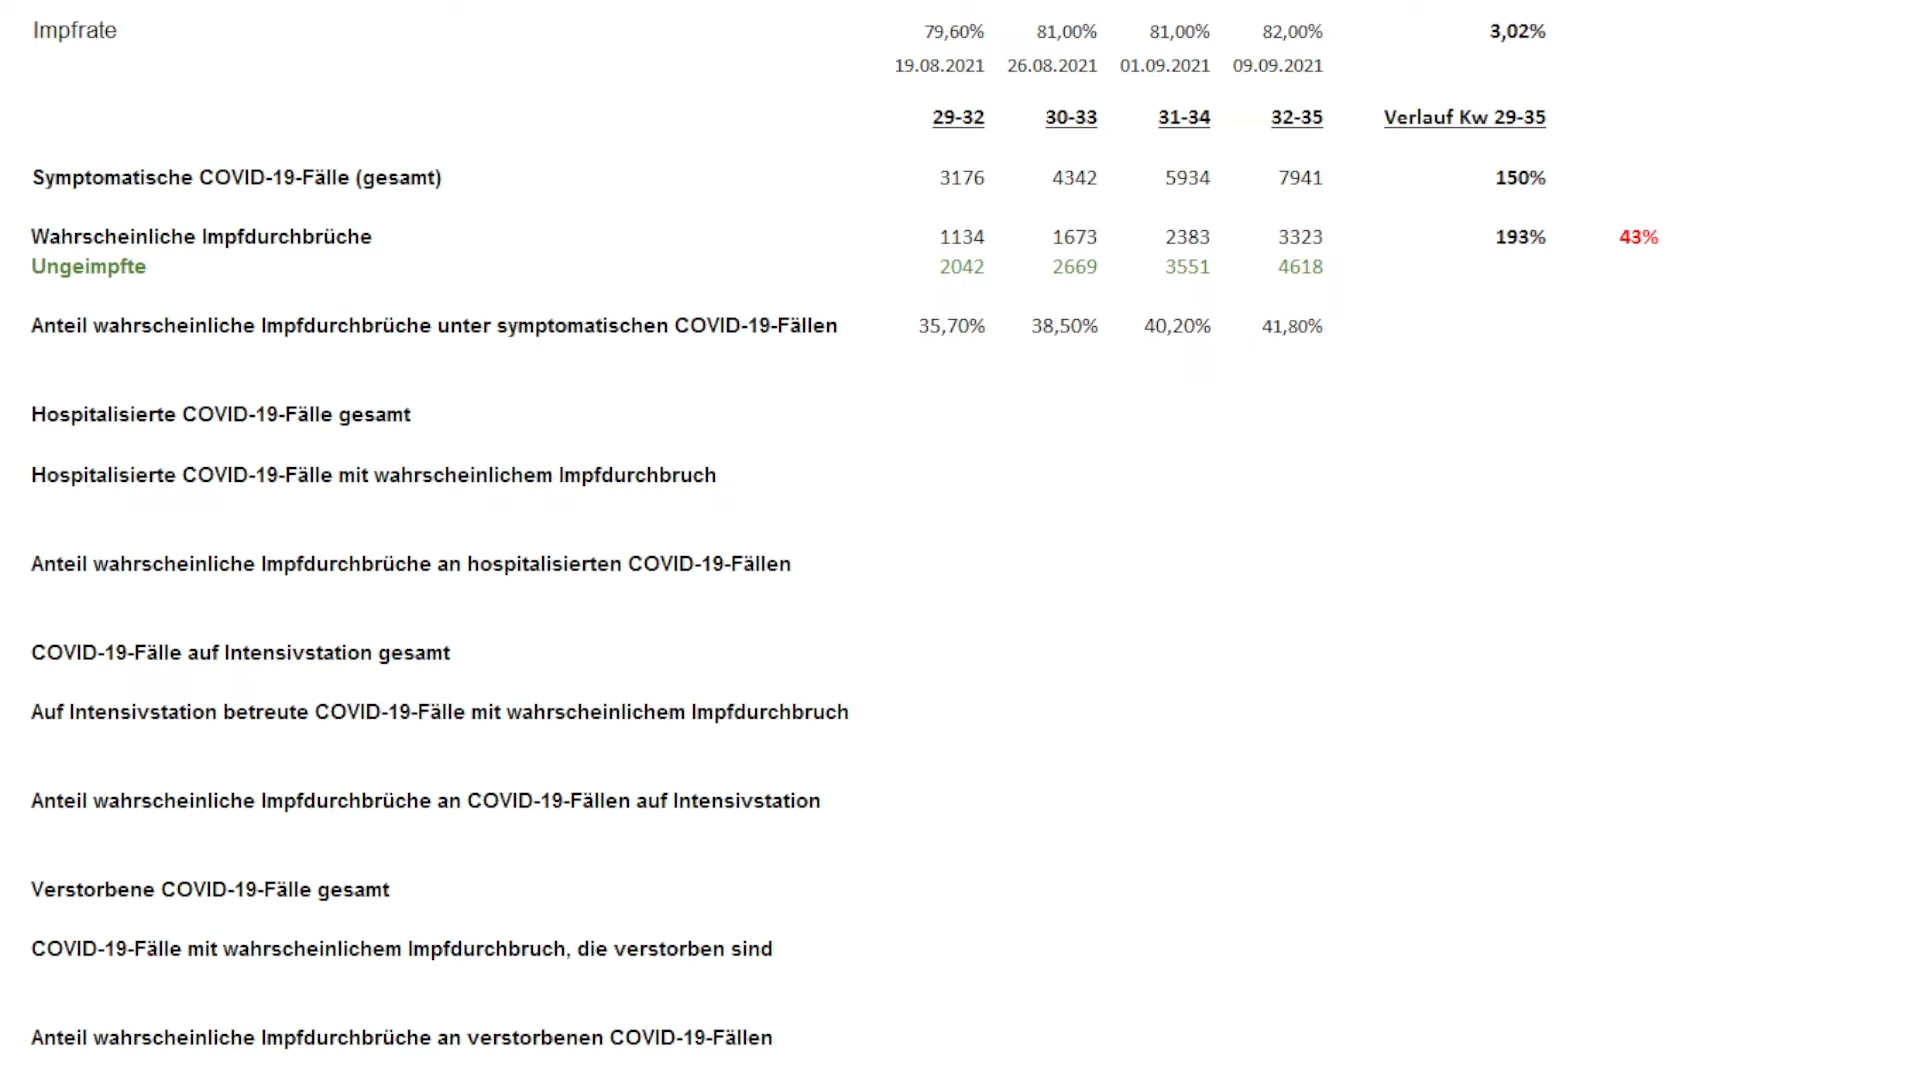 Impfrate 79,60% 81,00% 81,00% 82,00% 3,02%
19.08.2021 26.08.2021 01.09.2021 09.09.2021
29-32 30-33 31-34 32-35 Verlauf Kw 29-35
Symptomatische COVID-19-Fälle (gesamt) 3176 4342 5934 7941 150%
Wahrscheinliche Impfdurchbrüche 1134 1673 2383 3323 193% 43%
Ungeimpfte 2042 2669 3551 4618
Anteil wahrscheinliche Impfdurchbrüche unter symptomatischen COVID-19-Fällen 35,70% 38,50% 40,20% 41,80%
Hospitalisierte COVID-19-Fälle gesamt
Hospitalisierte COVID-19-Fälle mit wahrscheinlichem Impfdurchbruch
Anteil wahrscheinliche Impfdurchbrüche an hospitalisierten COVID-19-Fällen
COVID-19-Fälle auf Intensivstation gesamt
Auf Intensivstation betreute COVID-19-Fälle mit wahrscheinlichem Impfdurchbruch
Anteil wahrscheinliche Impfdurchbrüche an COVID-19-Fällen auf Intensivstation
Verstorbene COVID-19-Fälle gesamt
COVID-19-Fälle mit wahrscheinlichem Impfdurchbruch, die verstorben sind
Anteil wahrscheinliche Impfdurchbrüche an verstorbenen COVID-19-Fällen